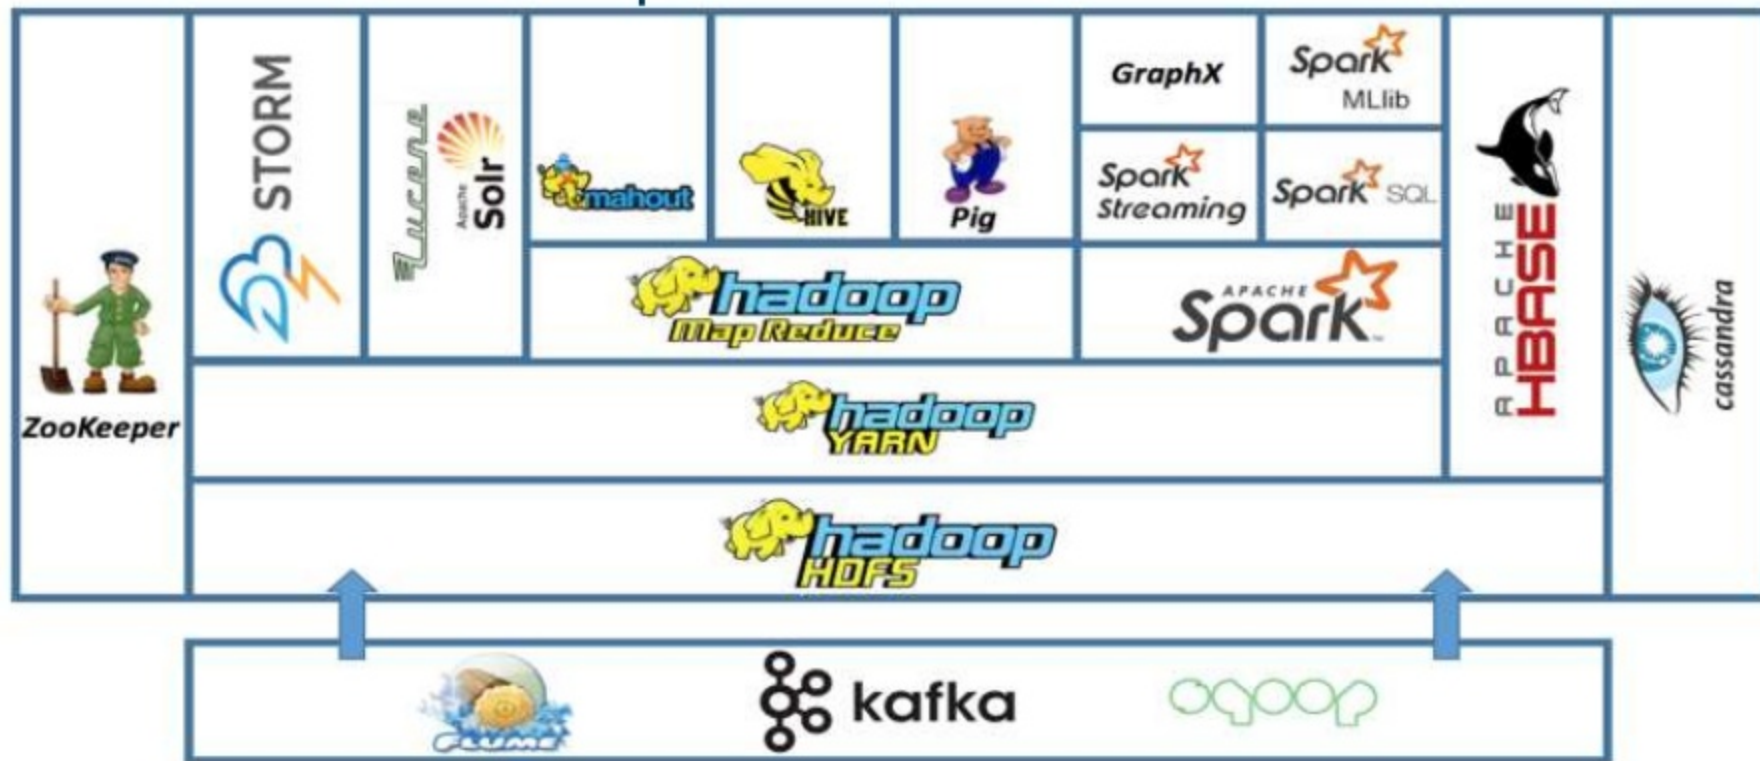 ZooKeeper
STORM
Lucene
Apache
Solr
mahout
HIVE
Pig
GraphX
Spark
MLlib
Spark
Streaming
Spark SQL
hadoop
Map Reduce
APACHE
Spark
APACHE
HBASE
cassandra
hadoop
YARN
hadoop
HDFS
FLUME
kafka
sqoop